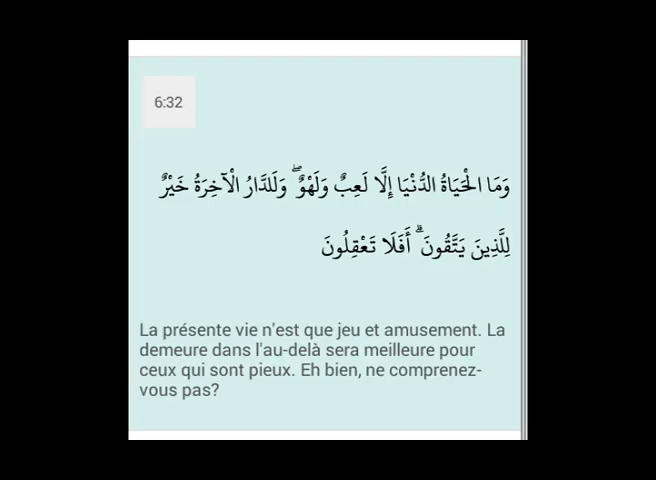 6:32
وَمَا الْحَيَاةُ الدُّنْيَا إِلَّا لَعِبٌ وَلَهْوٌ ۖ وَلَلدَّارُ الْآخِرَةُ خَيْرٌ
لِلَّذِينَ يَتَّقُونَ ۗ أَفَلَا تَعْقِلُونَ
La présente vie n'est que jeu et amusement. La
demeure dans l'au-delà sera meilleure pour
ceux qui sont pieux. Eh bien, ne comprenez-
vous pas?